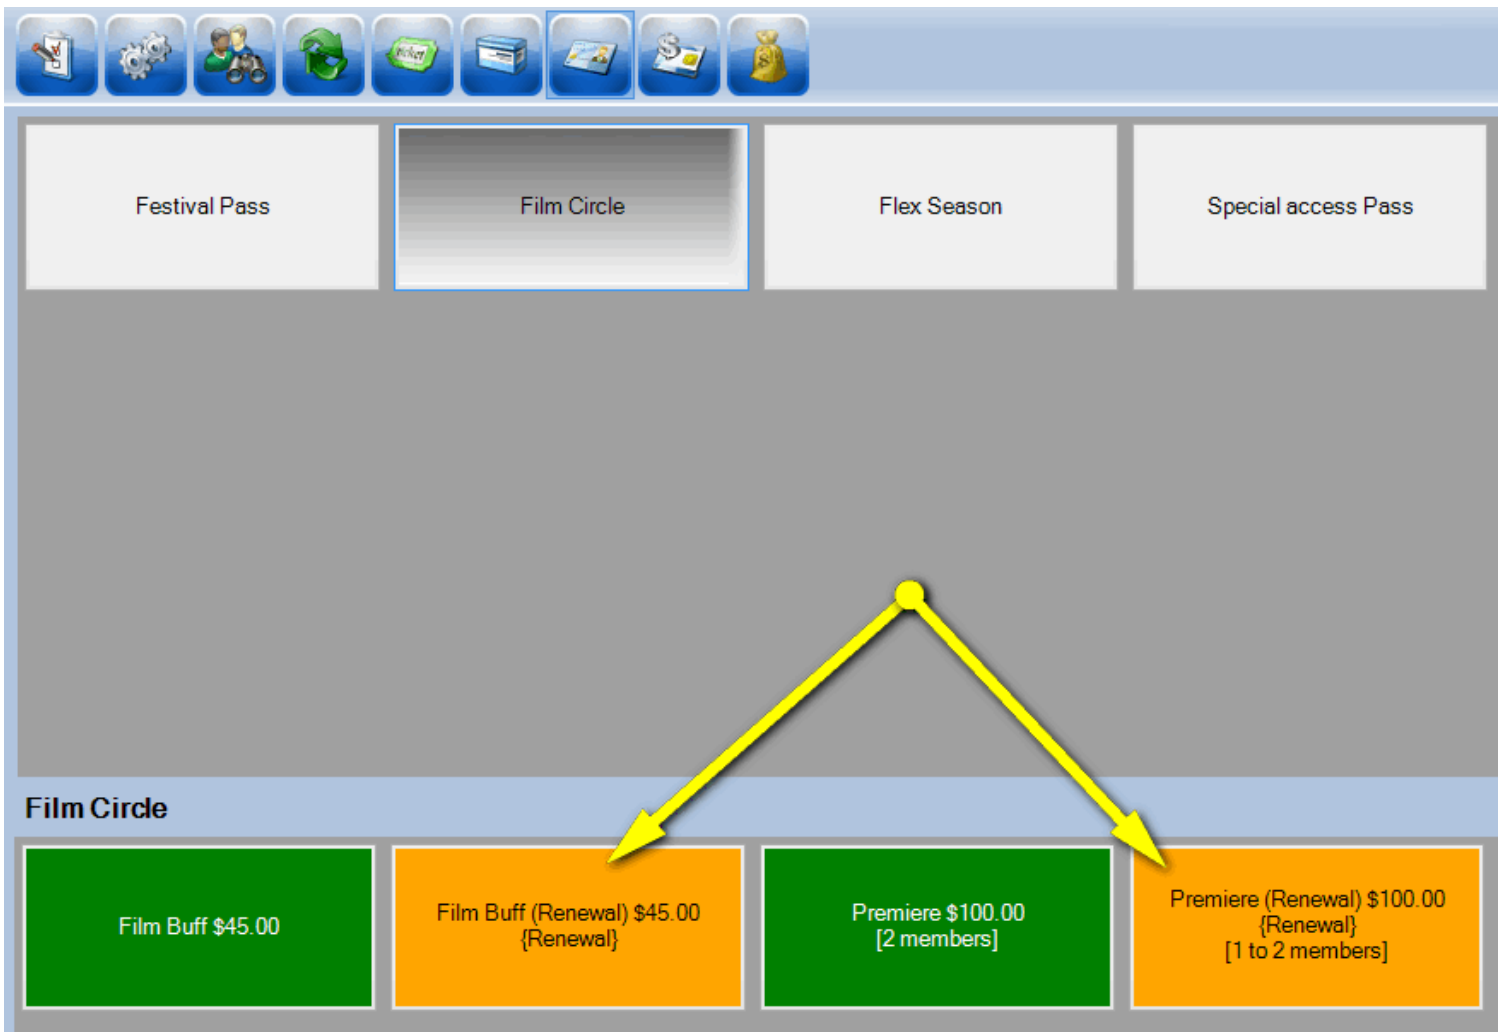 ticket
Festival Pass
Film Circle
Flex Season
Special access Pass
Film Circle
Film Buff $45.00
Film Buff (Renewal) $45.00
{Renewal}
Premiere $100.00
[2 members]
Premiere (Renewal) $100.00
{Renewal}
[1 to 2 members]